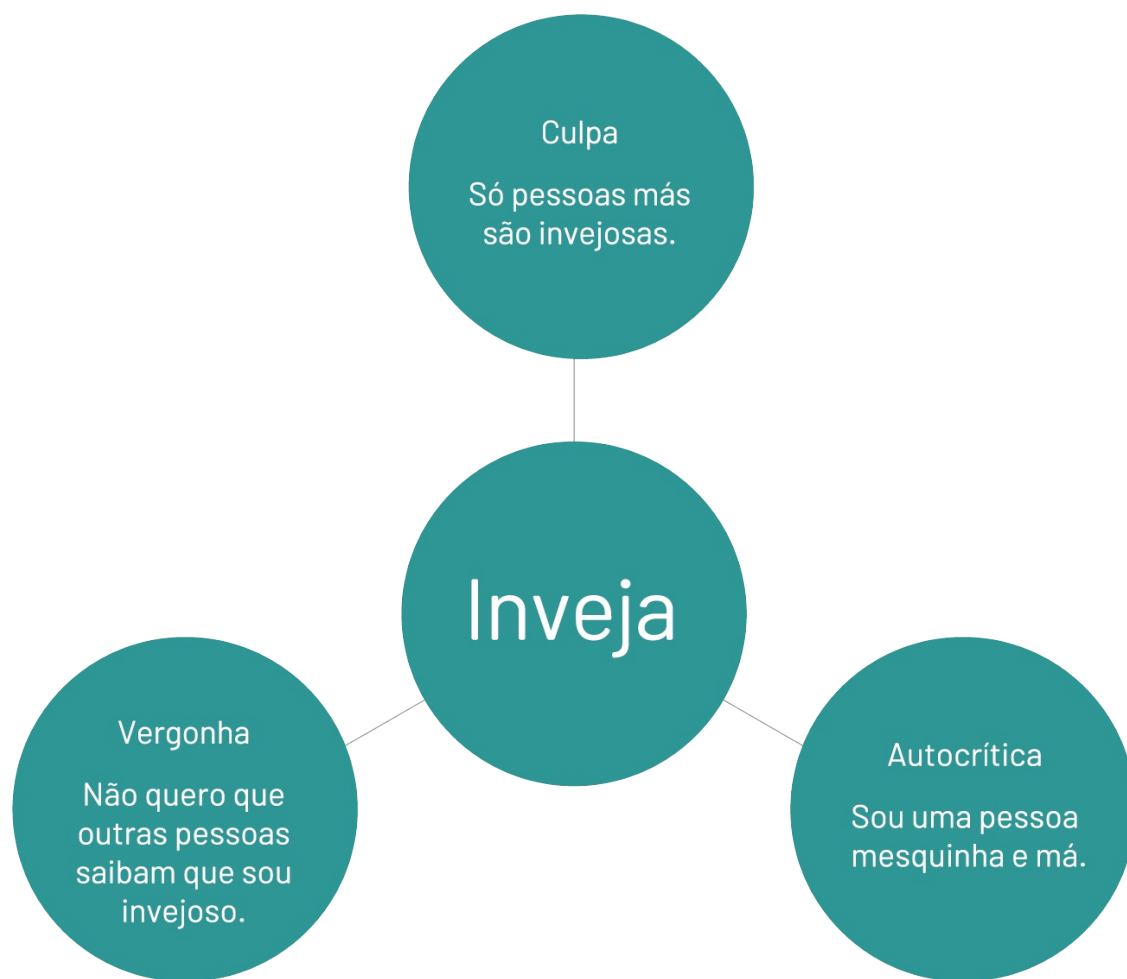 Culpa
Só pessoas más
são invejosas.
Inveja
Vergonha
Não quero que
outras pessoas
saibam que sou
invejoso.
Autocrítica
Sou uma pessoa
mesquinha e má.